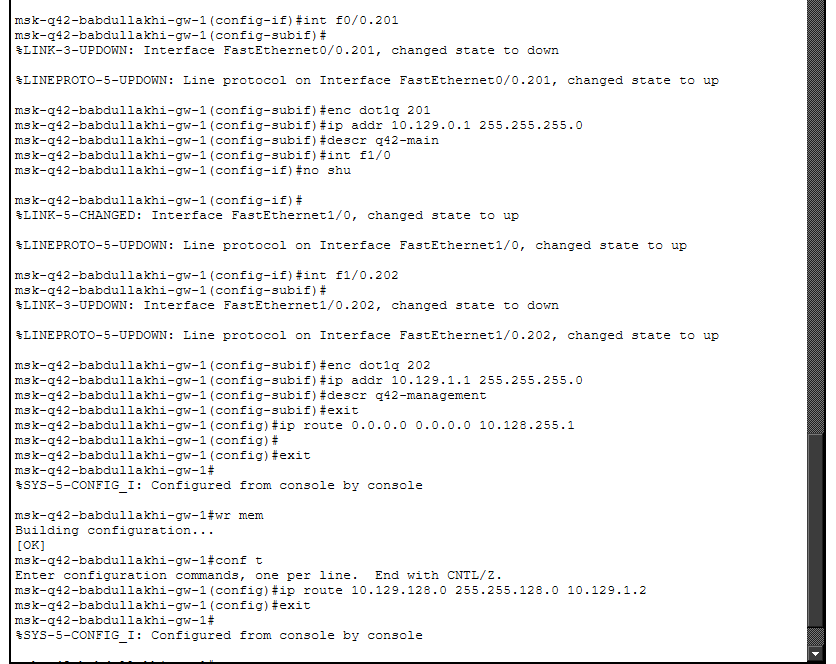 msk-q42-babdullakhi-gw-1(config-if)#int f0/0.201
msk-q42-babdullakhi-gw-1(config-subif)#
%LINK-3-UPDOWN: Interface FastEthernet0/0.201, changed state to down
%LINEPROTO-5-UPDOWN: Line protocol on Interface FastEthernet0/0.201, changed state to up
msk-q42-babdullakhi-gw-1(config-subif)#enc dot1q 201
msk-q42-babdullakhi-gw-1(config-subif)#ip addr 10.129.0.1 255.255.255.0
msk-q42-babdullakhi-gw-1(config-subif)#descr q42-main
msk-q42-babdullakhi-gw-1(config-subif)#int f1/0
msk-q42-babdullakhi-gw-1(config-if)#no shu
msk-q42-babdullakhi-gw-1(config-if)#
%LINK-5-CHANGED: Interface FastEthernet1/0, changed state to up
%LINEPROTO-5-UPDOWN: Line protocol on Interface FastEthernet1/0, changed state to up
msk-q42-babdullakhi-gw-1(config-if)#int f1/0.202
msk-q42-babdullakhi-gw-1(config-subif)#
%LINK-3-UPDOWN: Interface FastEthernet1/0.202, changed state to down
%LINEPROTO-5-UPDOWN: Line protocol on Interface FastEthernet1/0.202, changed state to up
msk-q42-babdullakhi-gw-1(config-subif)#enc dot1q 202
msk-q42-babdullakhi-gw-1(config-subif)#ip addr 10.129.1.1 255.255.255.0
msk-q42-babdullakhi-gw-1(config-subif)#descr q42-management
msk-q42-babdullakhi-gw-1(config-subif)#exit
msk-q42-babdullakhi-gw-1(config)#ip route 0.0.0.0 0.0.0.0 10.128.255.1
msk-q42-babdullakhi-gw-1(config)#
msk-q42-babdullakhi-gw-1(config)#exit
msk-q42-babdullakhi-gw-1#
%SYS-5-CONFIG_I: Configured from console by console
msk-q42-babdullakhi-gw-1#wr mem
Building configuration...
[OK]
msk-q42-babdullakhi-gw-1#conf t
Enter configuration commands, one per line.  End with CNTL/Z.
msk-q42-babdullakhi-gw-1(config)#ip route 10.129.128.0 255.255.128.0 10.129.1.2
msk-q42-babdullakhi-gw-1(config)#exit
msk-q42-babdullakhi-gw-1#
%SYS-5-CONFIG_I: Configured from console by console